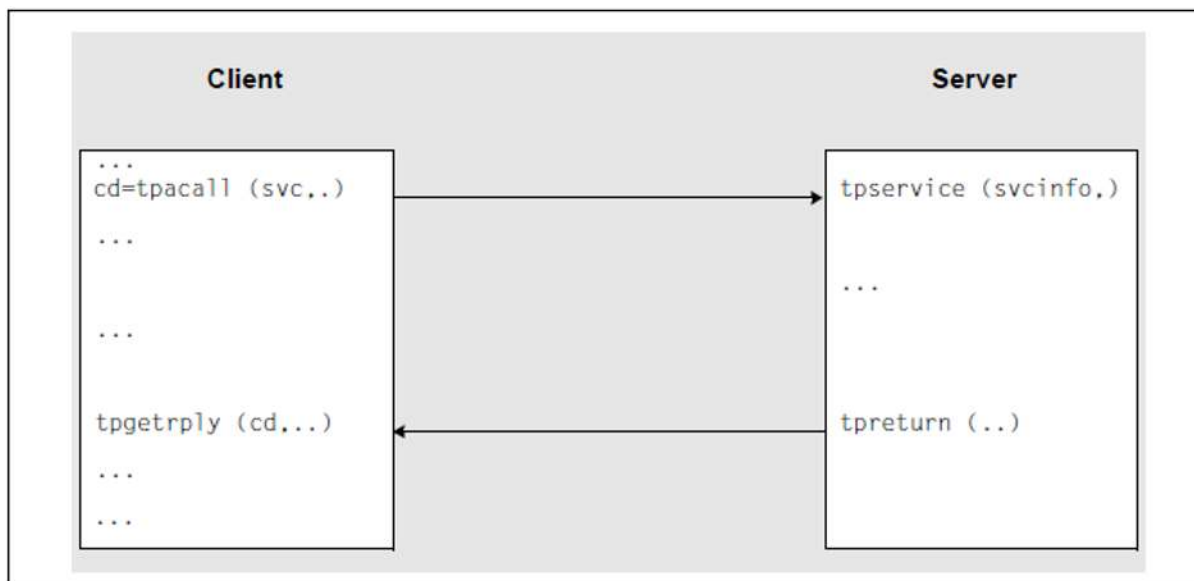 Client
Server
...
cd=tpacall (svc,.)
...
...
tpgetrply (cd,..)
...
...
tpservice (svcinfo,)
...
tpreturn (..)